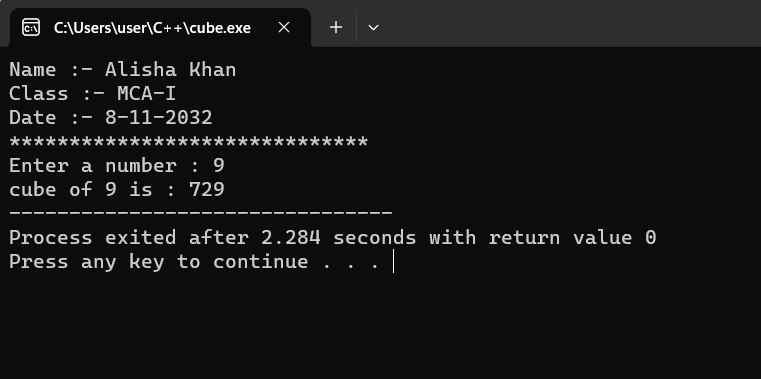 C:\Users\user\C++\cube.exe
Name :- Alisha Khan
Class :- MCA-I
Date :- 8-11-2032
******************************
Enter a number : 9
cube of 9 is : 729
--------------------------------
Process exited after 2.284 seconds with return value 0
Press any key to continue . . .